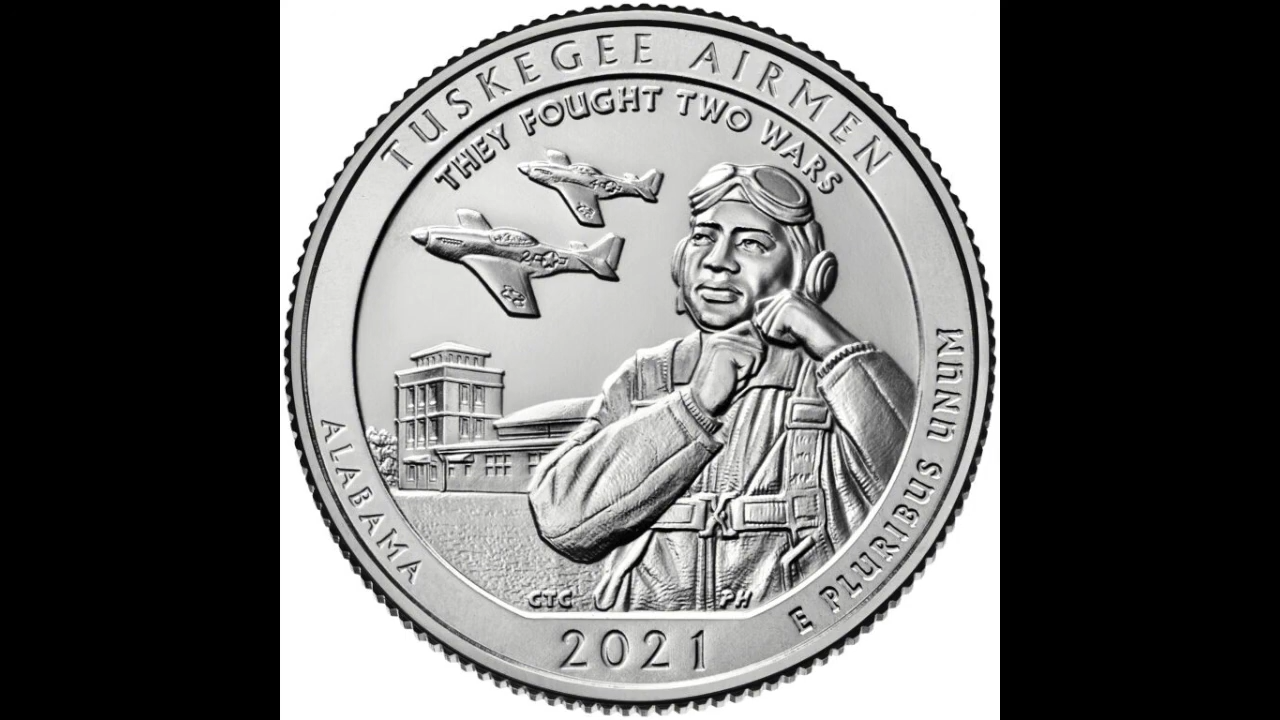 TUSKEGEE AIRMEN
THEY FOUGHT TWO WARS
ALABAMA
E PLURIBUS UNUM
CTC
PH
2021